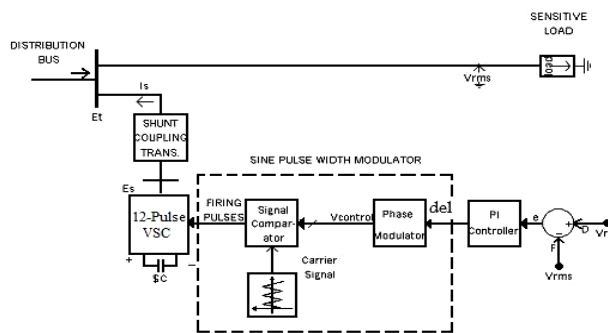 SENSITIVE
LOAD
DISTRIBUTION
BUS
Vrms
Is
Et
SHUNT
COUPLING
TRANS.
SINE PULSE WIDTH MODULATOR
Es
12-Pulse
VSC
+
-
FIRING
PULSES
Signal
Compar-
ator
Vcontrol
Phase
Modulator
del
PI
Controller
e
+
-
D
F
Vr
Vrms
Carrier
Signal